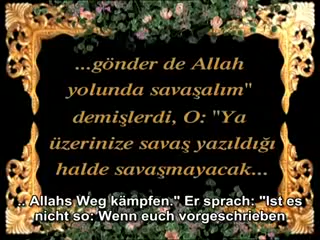 ...gönder de Allah
yolunda savaşalım"
demişlerdi, O: "Ya
üzerinize savaş yazıldığı
halde savaşmayacak...
... Allahs Weg kämpfen." Er sprach: "Ist es
nicht so: Wenn euch vorgeschrieben